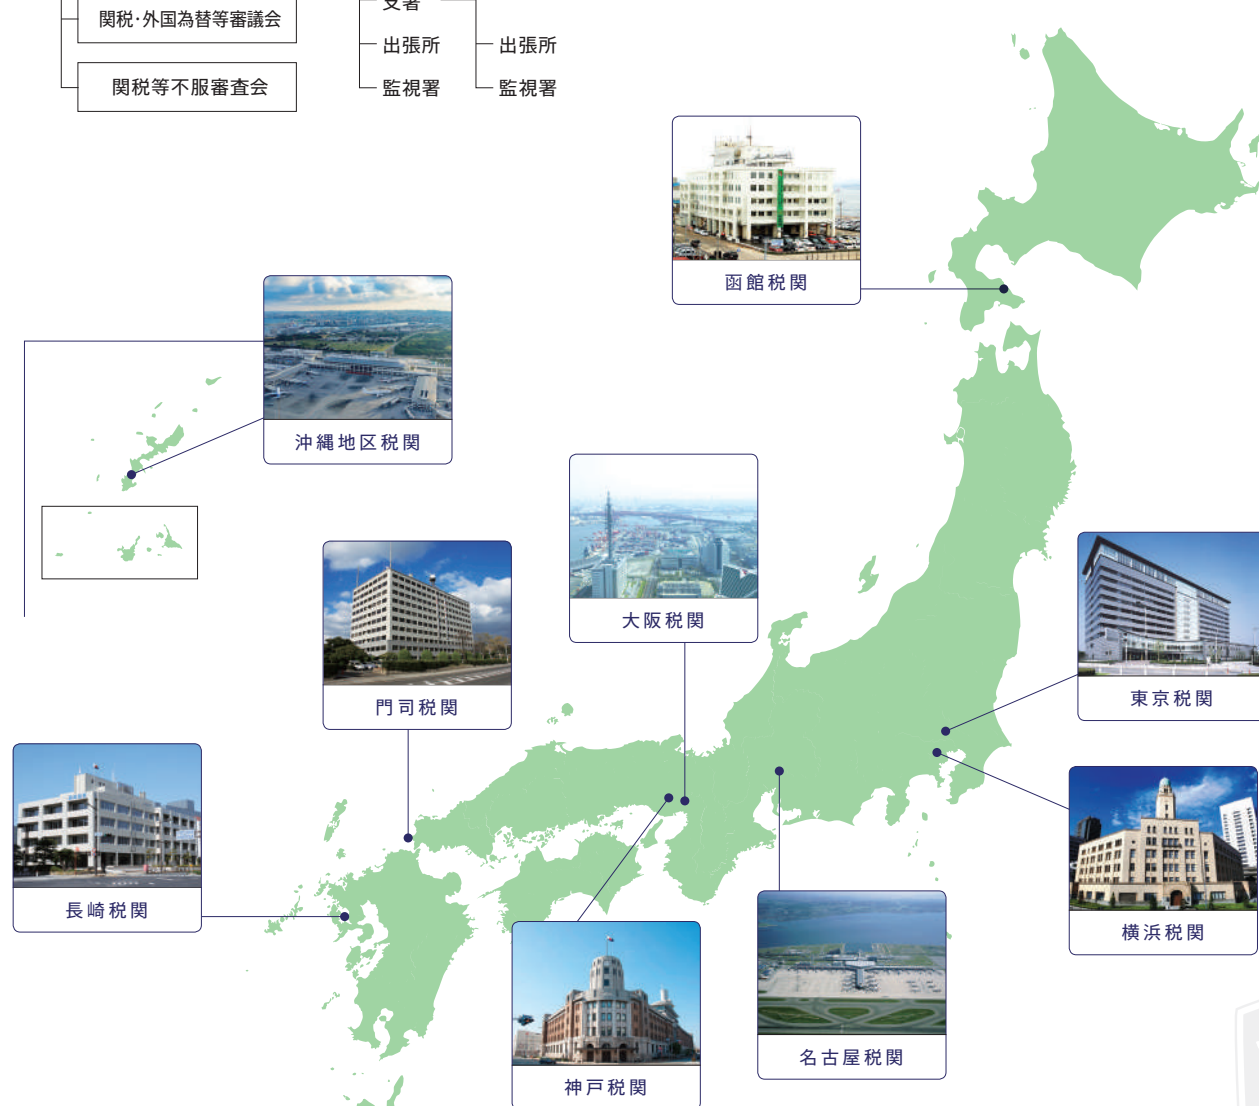 関税・外国為替等審議会
関税等不服審査会
支署
出張所
監視署
出張所
監視署
函館税関
沖縄地区税関
大阪税関
門司税関
東京税関
長崎税関
横浜税関
神戸税関
名古屋税関